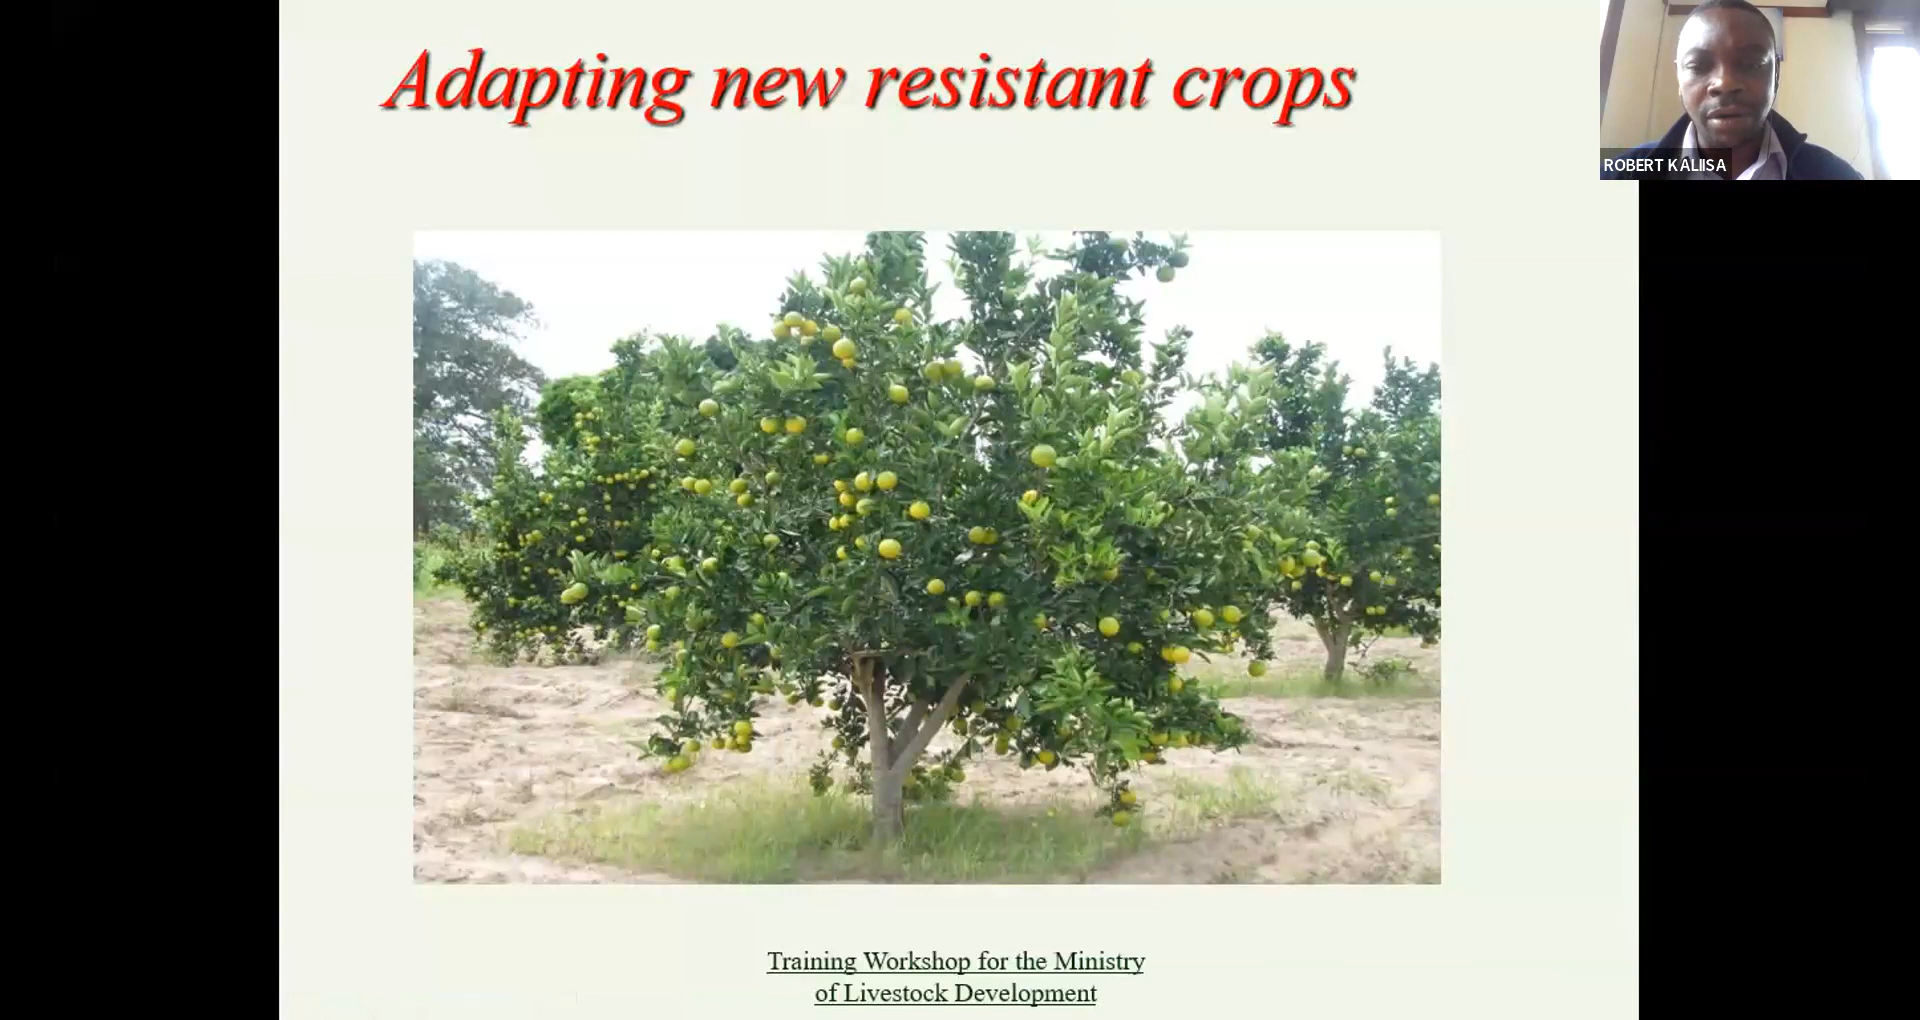 Adapting new resistant crops
ROBERT KALIISA
Training Workshop for the Ministry
of Livestock Development